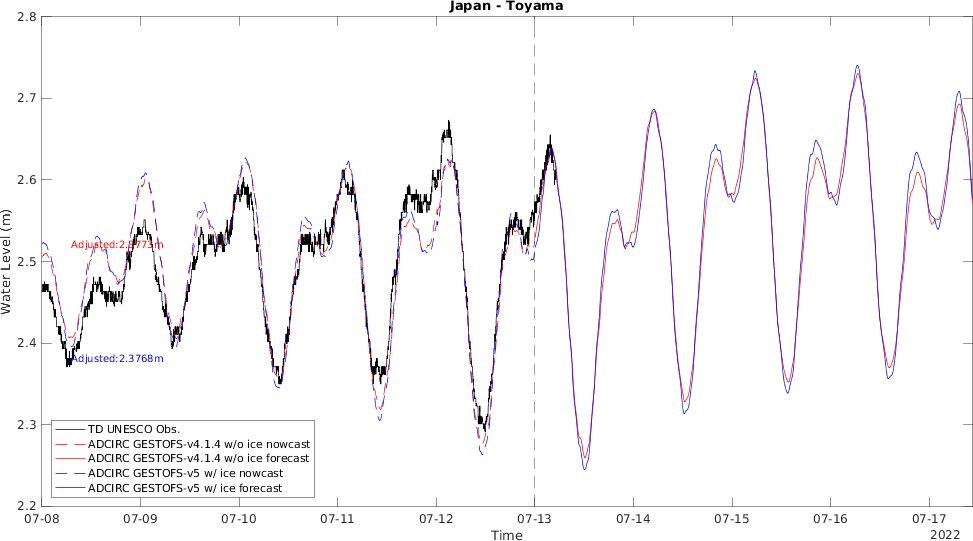 Japan - Toyama
2.8
2.7
2.6
2.5
2.4
2.3
2.2
Water Level (m)
Adjusted:2.3768m
TD UNESCO Obs.
ADCIRC GESTOFS-v4.1.4 w/o ice nowcast
ADCIRC GESTOFS-v4.1.4 w/o ice forecast
ADCIRC GESTOFS-v5 w/ ice nowcast
ADCIRC GESTOFS-v5 w/ ice forecast
07-08 07-09 07-10 07-11 07-12 07-13 07-14 07-15 07-16 07-17
Time
2022